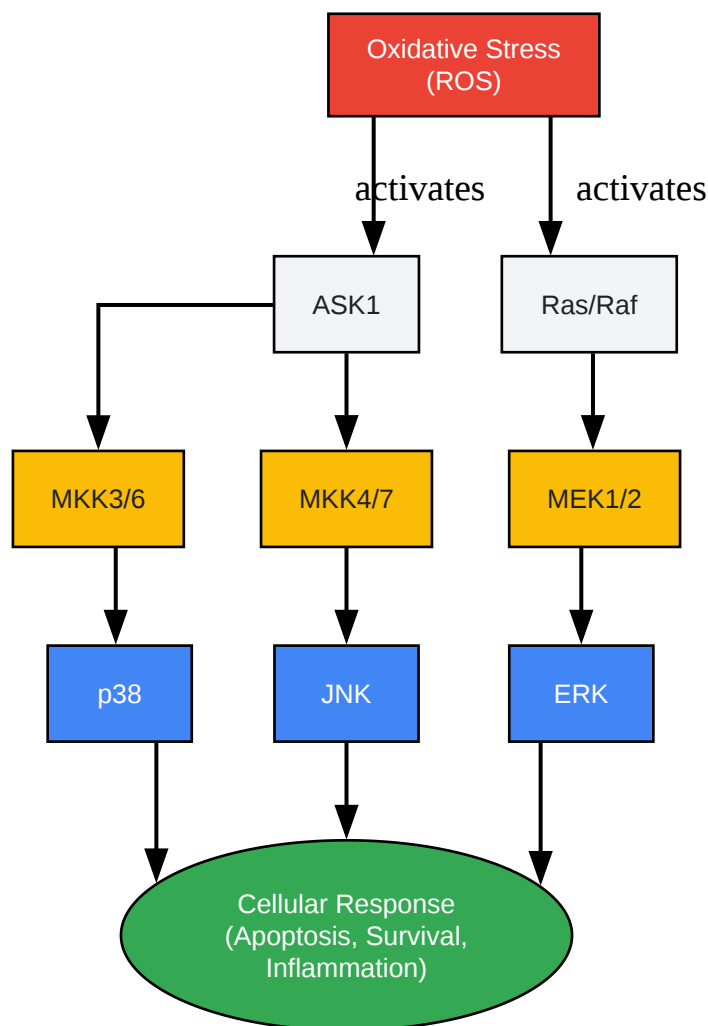 Oxidative Stress
(ROS)
activates
activates
ASK1
Ras/Raf
MKK3/6
MKK4/7
MEK1/2
p38
JNK
ERK
Cellular Response
(Apoptosis, Survival,
Inflammation)